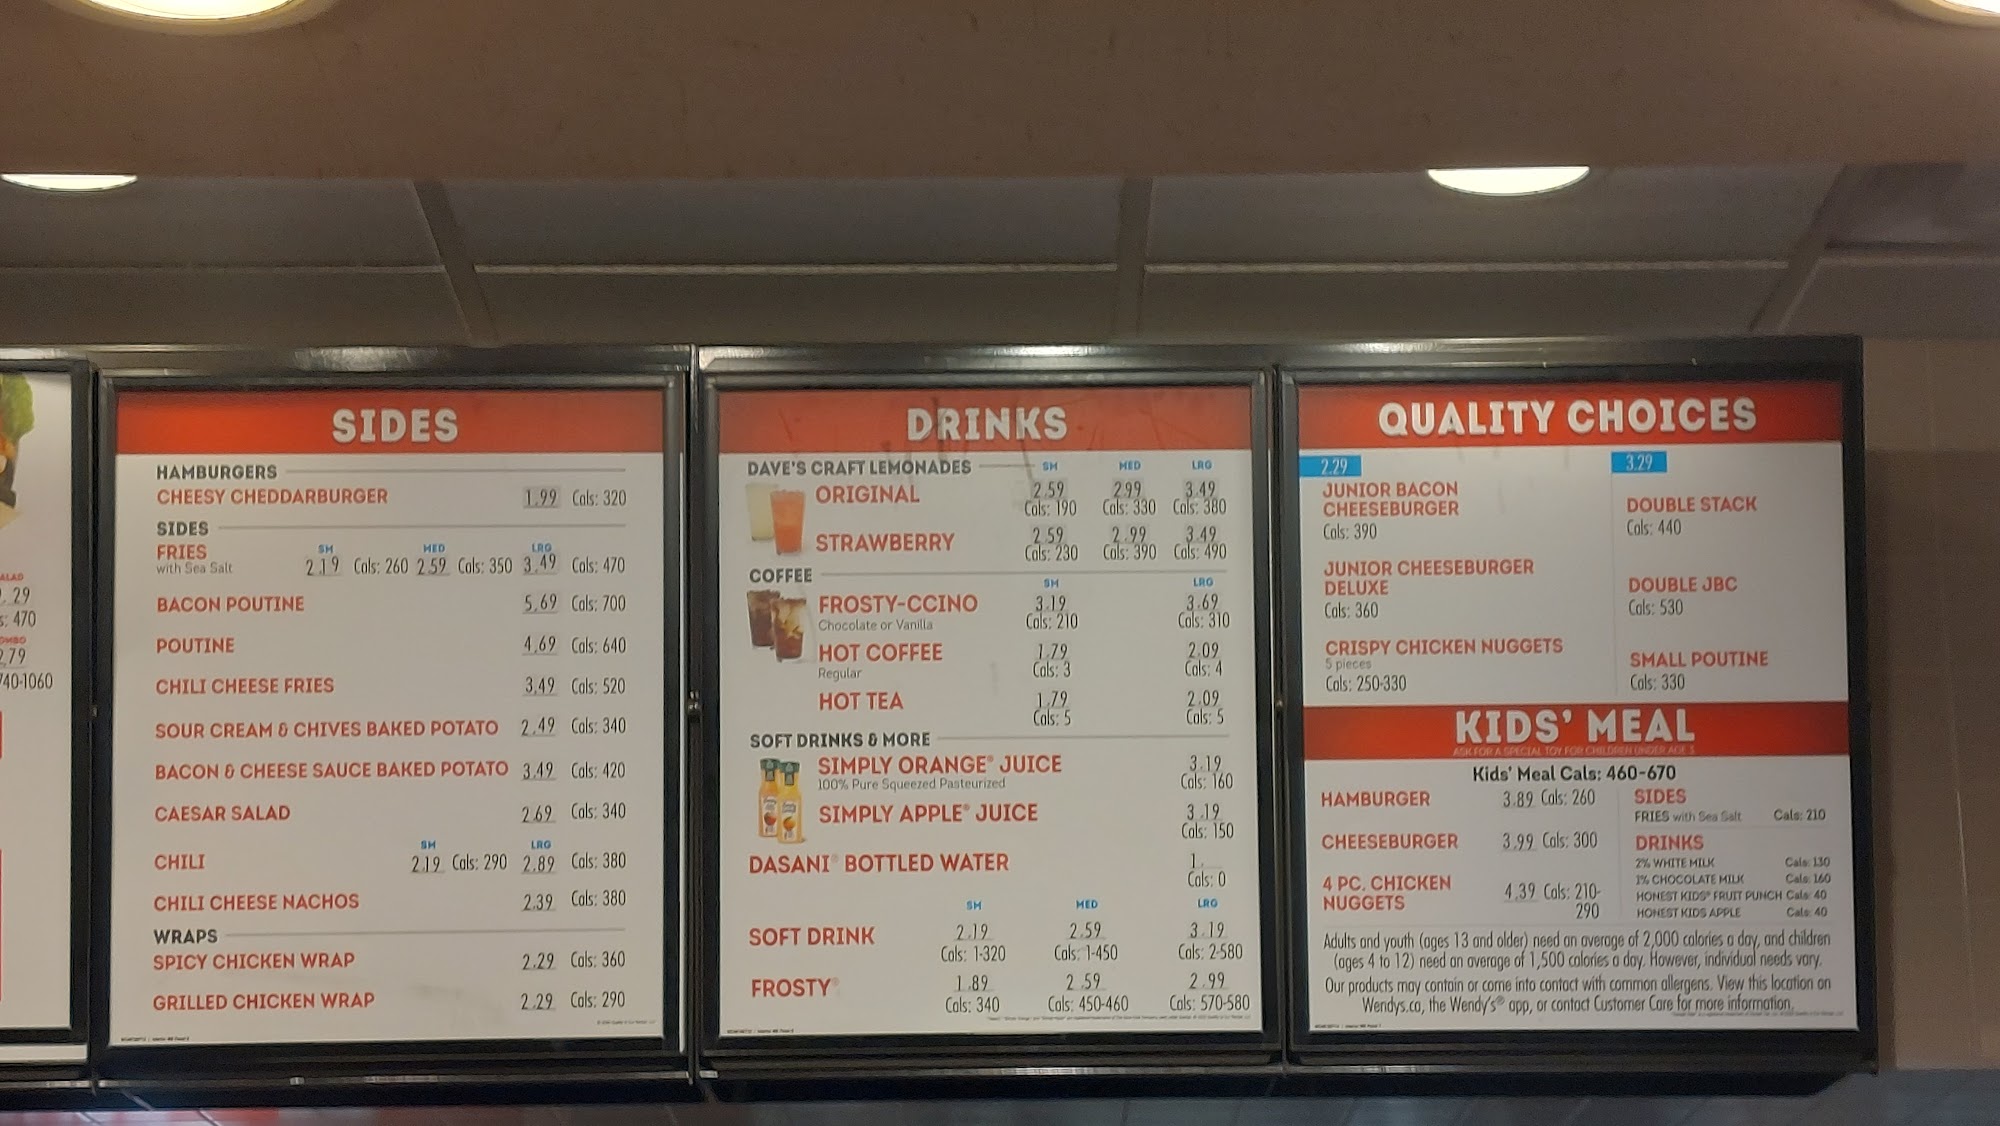 ALAD
.29
s: 470
OMBO
2.79
740-1060
SIDES
HAMBURGERS
CHEESY CHEDDARBURGER 1.99 Cals: 320
SIDES
SM MED LRG
FRIES 2.19 Cals: 260 2.59 Cals: 350 3.49 Cals: 470
with Sea Salt
BACON POUTINE 5.69 Cals: 700
POUTINE 4.69 Cals: 640
CHILI CHEESE FRIES 3.49 Cals: 520
SOUR CREAM & CHIVES BAKED POTATO 2.49 Cals: 340
BACON & CHEESE SAUCE BAKED POTATO 3.49 Cals: 420
CAESAR SALAD 2.69 Cals: 340
SM LRG
CHILI 2.19 Cals: 290 2.89 Cals: 380
CHILI CHEESE NACHOS 2.39 Cals: 380
WRAPS
SPICY CHICKEN WRAP 2.29 Cals: 360
GRILLED CHICKEN WRAP 2.29 Cals: 290
DRINKS
DAVE'S CRAFT LEMONADES SM MED LRG
ORIGINAL 2.59 2.99 3.49
Cals: 190 Cals: 330 Cals: 380
STRAWBERRY 2.59 2.99 3.49
Cals: 230 Cals: 390 Cals: 490
COFFEE SM LRG
FROSTY-CCINO 3.19 3.69
Chocolate or Vanilla Cals: 210 Cals: 310
HOT COFFEE 1.79 2.09
Regular Cals: 3 Cals: 4
HOT TEA 1.79 2.09
Cals: 5 Cals: 5
SOFT DRINKS & MORE
SIMPLY ORANGE® JUICE 3.19
100% Pure Squeezed Pasteurized Cals: 160
SIMPLY APPLE® JUICE 3.19
Cals: 150
DASANI® BOTTLED WATER 1.
Cals: 0
SM MED LRG
SOFT DRINK 2.19 2.59 3.19
Cals: 1-320 Cals: 1-450 Cals: 2-580
FROSTY® 1.89 2.59 2.99
Cals: 340 Cals: 450-460 Cals: 570-580
QUALITY CHOICES
2.29
JUNIOR BACON
CHEESEBURGER
Cals: 390
JUNIOR CHEESEBURGER
DELUXE
Cals: 360
CRISPY CHICKEN NUGGETS
5 pieces
Cals: 250-330
3.29
DOUBLE STACK
Cals: 440
DOUBLE JBC
Cals: 530
SMALL POUTINE
Cals: 330
KIDS' MEAL
ASK FOR A SPECIAL TOY FOR CHILDREN UNDER AGE 3
Kids' Meal Cals: 460-670
HAMBURGER 3.89 Cals: 260
CHEESEBURGER 3.99 Cals: 300
4 PC. CHICKEN 4.39 Cals: 210-
NUGGETS 290
SIDES
FRIES with Sea Salt Cals: 210
DRINKS
2% WHITE MILK Cals: 130
1% CHOCOLATE MILK Cals: 160
HONEST KIDS® FRUIT PUNCH Cals: 40
HONEST KIDS APPLE Cals: 40
Adults and youth (ages 13 and older) need an average of 2,000 calories a day, and children
(ages 4 to 12) need an average of 1,500 calories a day. However, individual needs vary.
Our products may contain or come into contact with common allergens. View this location on
Wendys.ca, the Wendy's® app, or contact Customer Care for more information.